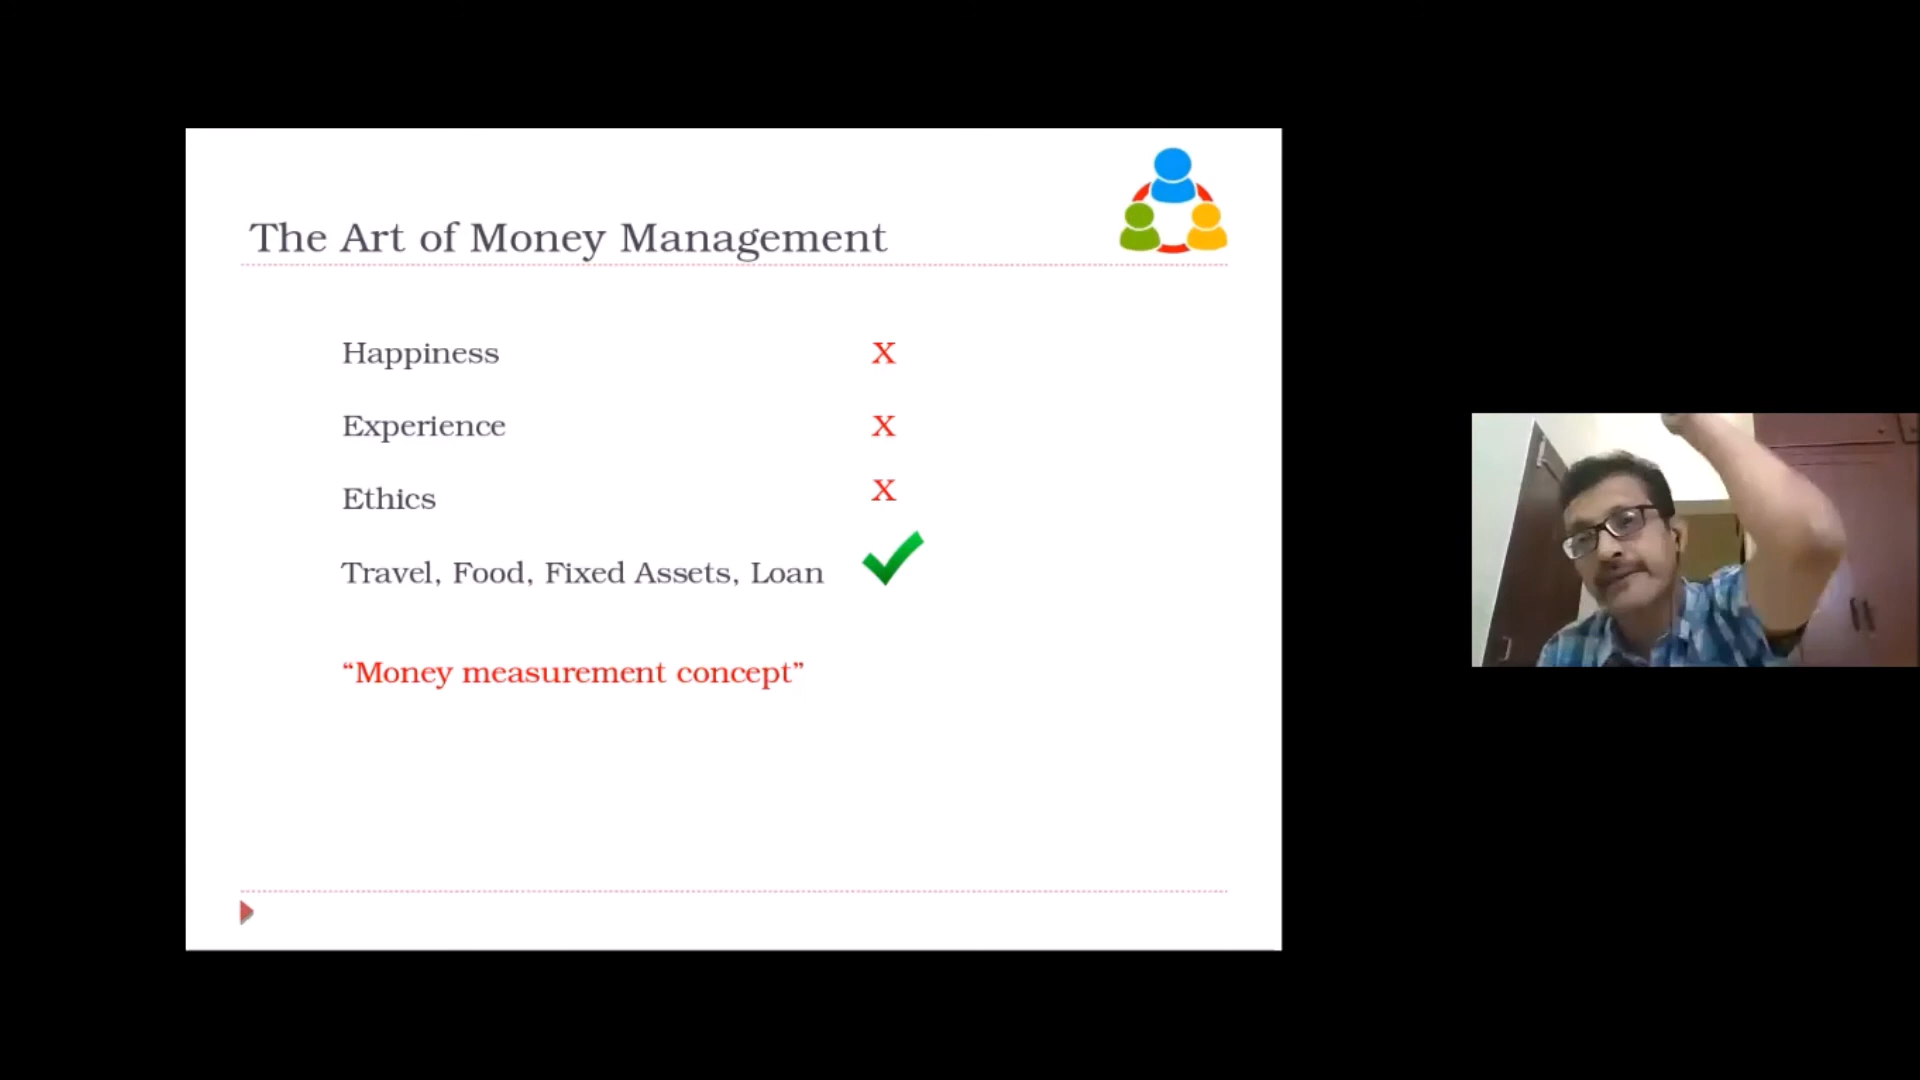 The Art of Money Management
Happiness X
Experience X
Ethics X
Travel, Food, Fixed Assets, Loan
“Money measurement concept”